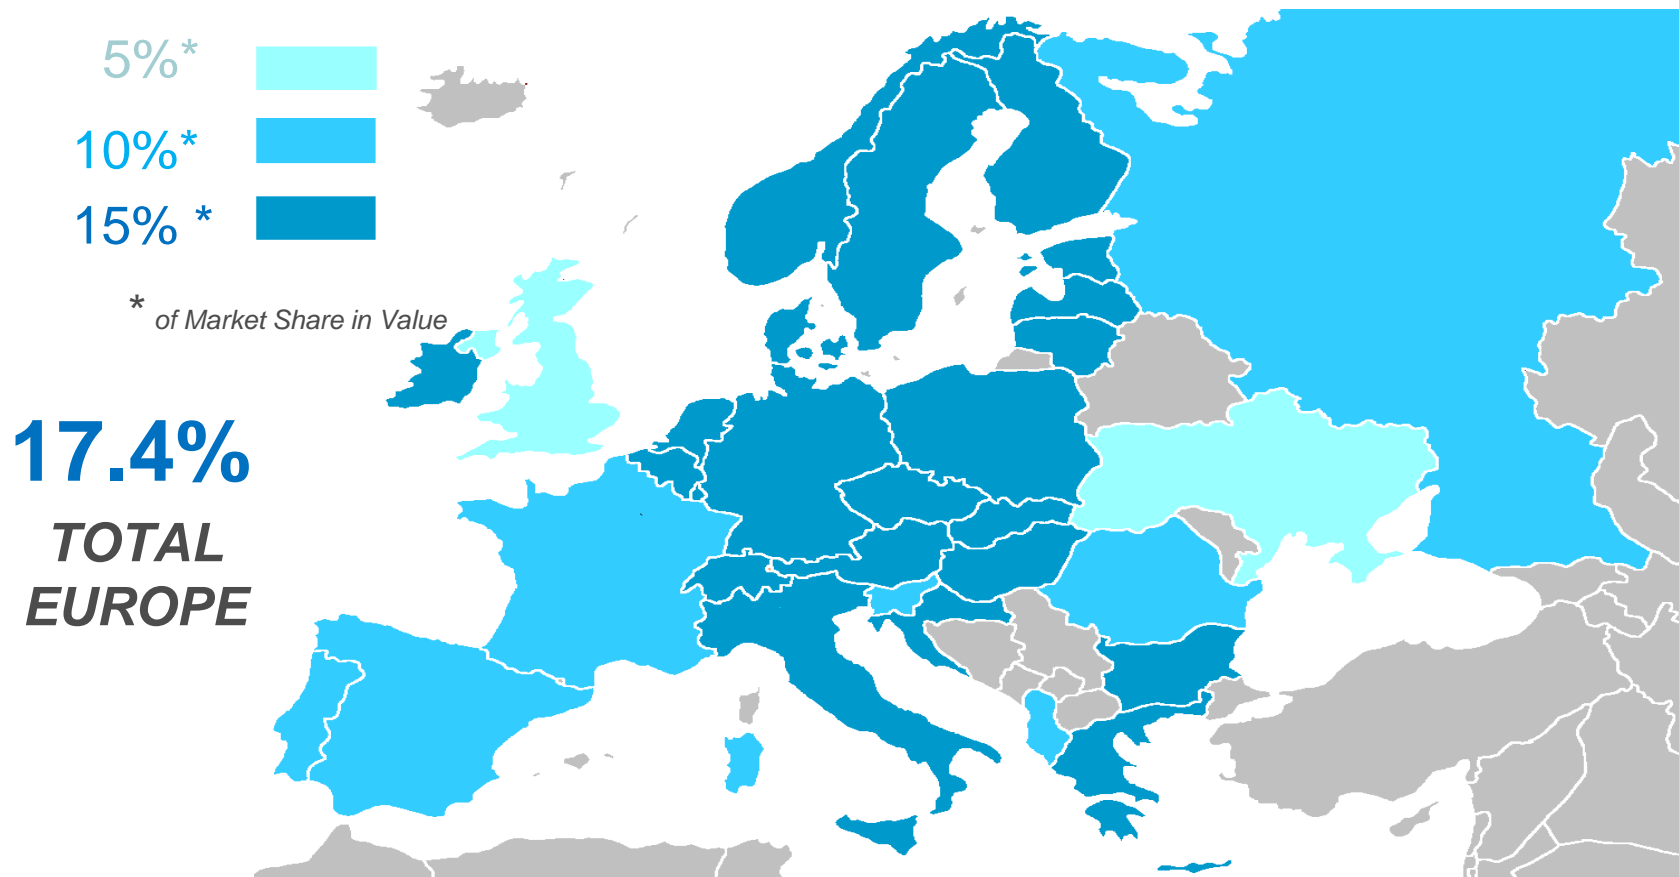 5%*
10%*
15% *
* of Market Share in Value
17.4%
TOTAL
EUROPE